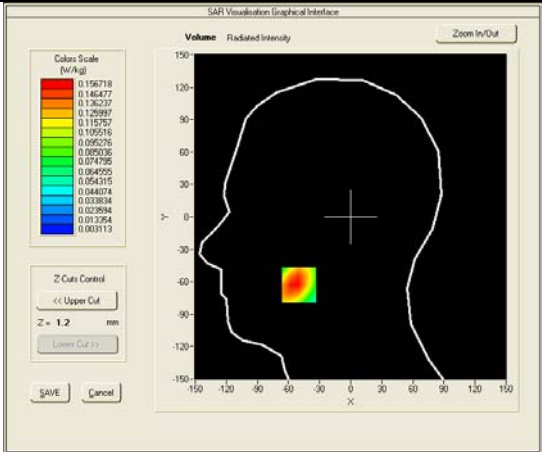 SAR Visualisation Graphical Interface
Volume Radiated Intensity
Zoom In/Out
Colors Scale
(W/kg)
0.156718
0.146477
0.136237
0.125997
0.115757
0.105516
0.095276
0.085036
0.074795
0.064555
0.054315
0.044074
0.033834
0.023594
0.013354
0.003113
Z-Cuts Control
<< Upper Cut
Z = 1.2 mm
Lower Cut >>
SAVE Cancel
150
120
90
60
30
0
-30
-60
-90
-120
-150
Y
-150 -120 -90 -60 -30 0 30 60 90 120 150
X